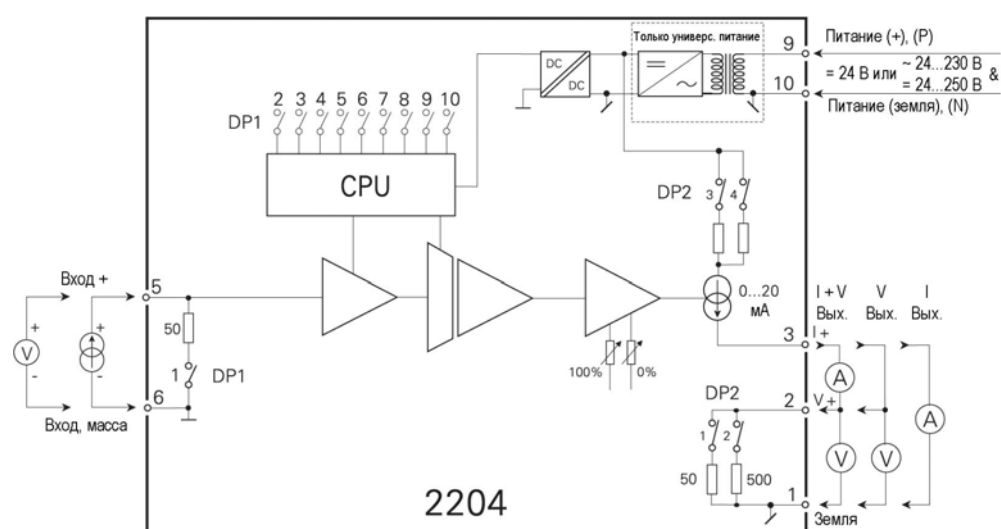 Только универс. питание
9
Питание (+), (P)
= 24 В или ~ 24...230 В = 24...250 В &
10
Питание (земля), (N)
DC
DC
2 3 4 5 6 7 8 9 10
DP1
CPU
DP2
3 4
Вход +
5
50
1
DP1
6
Вход, масса
V
+
-
+
-
0...20
мА
100%
0%
I + V
Вых.
V
Вых.
I
Вых.
3
I +
A
2
V +
DP2
1 2
50
500
V
V
A
1
Земля
2204